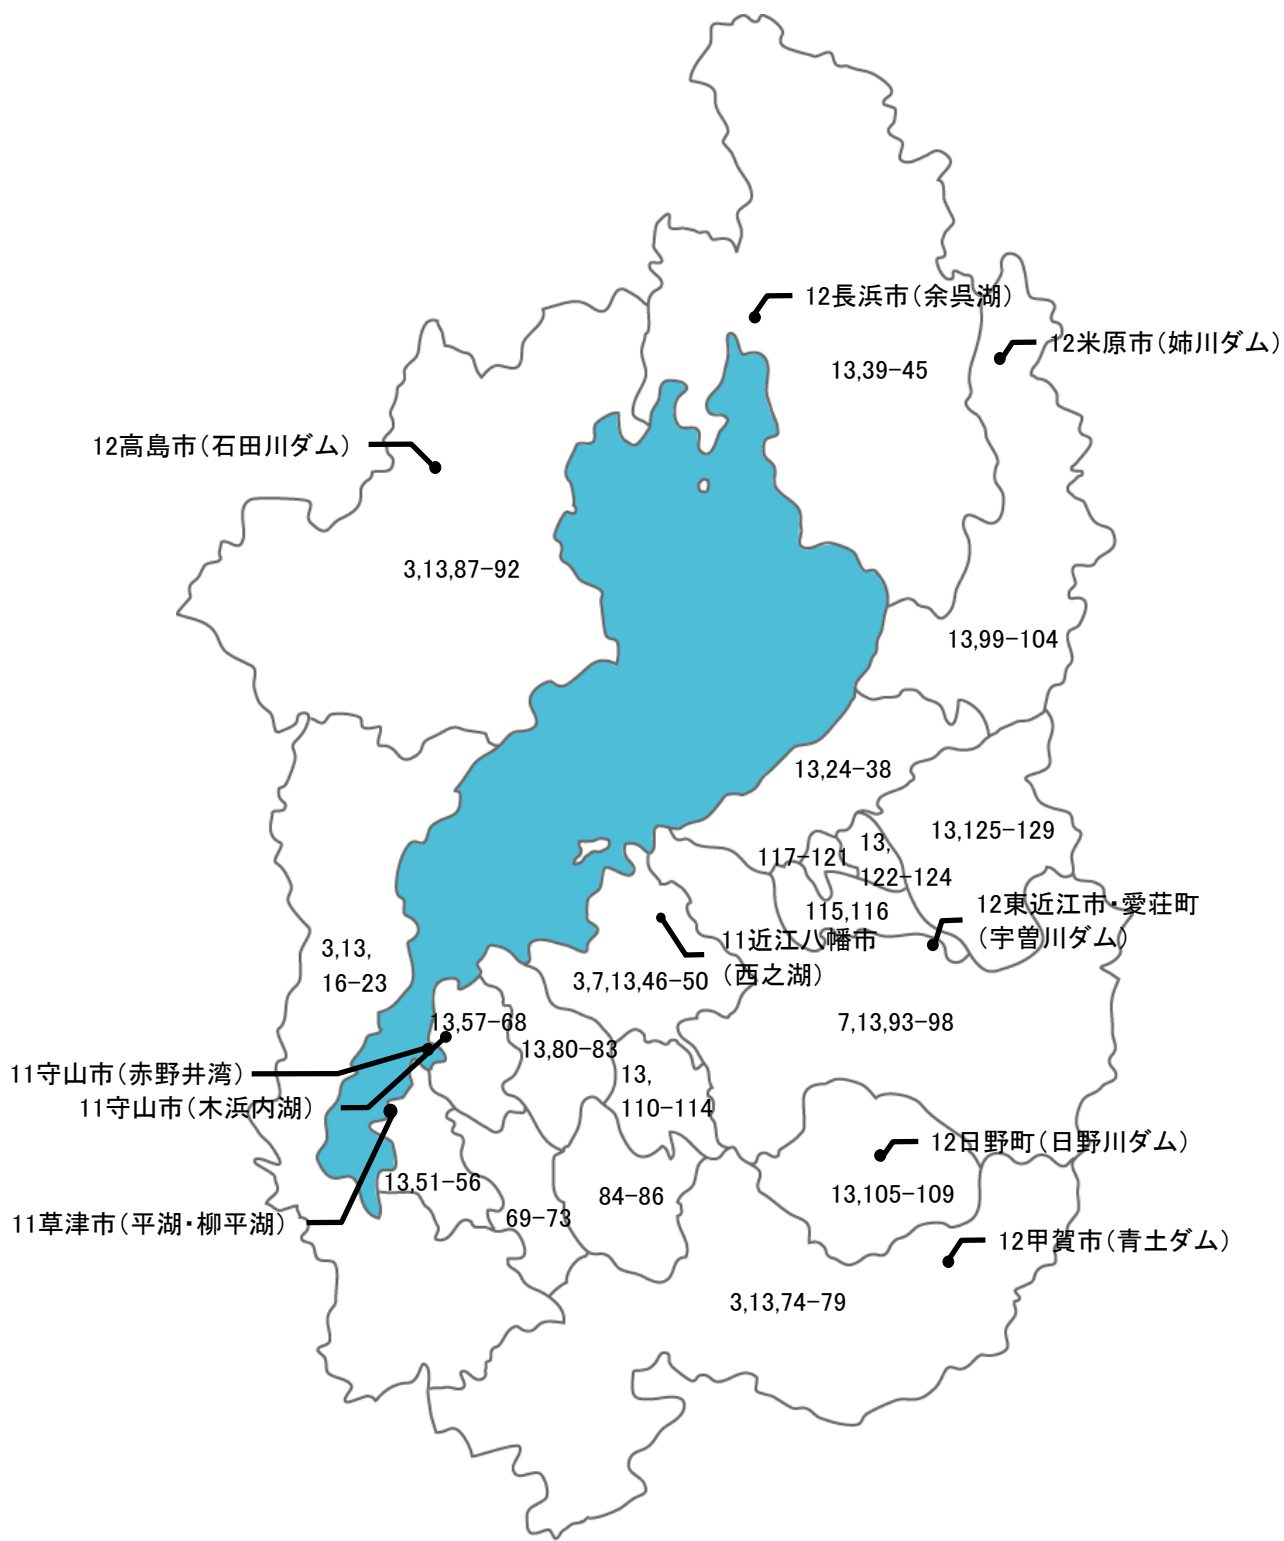 12長浜市（余呉湖）
12米原市（姉川ダム）
13,39−45
12高島市（石田川ダム）
3,13,87−92
13,99−104
13,24−38
13,125−129
117−121
13,
122−124
115,116
12東近江市・愛荘町
（宇曽川ダム）
11近江八幡市
（西之湖）
3,13,
16−23
3,7,13,46−50
7,13,93−98
13,57−68
13,80−83
11守山市（赤野井湾）
13,
110−114
11守山市（木浜内湖）
12日野町（日野川ダム）
13,51−56
84−86
13,105−109
69−73
11草津市（平湖・柳平湖）
12甲賀市（青土ダム）
3,13,74−79